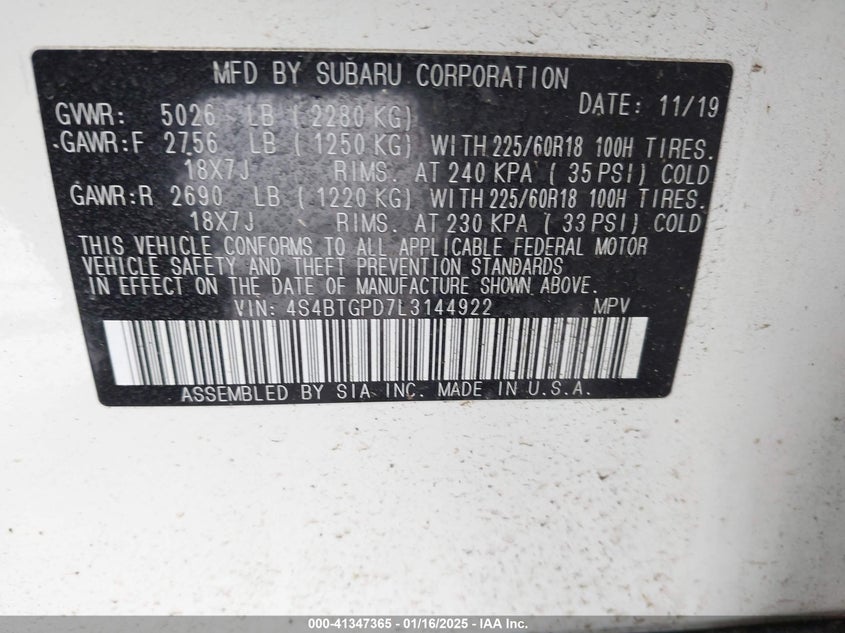 MFD BY SUBARU CORPORATION
GVWR: 5026 LB ( 2280 KG) DATE: 11/19
GAWR:F 2756 LB ( 1250 KG) WITH 225/60R18 100H TIRES.
18X7J RIMS. AT 240 KPA ( 35 PSI) COLD
GAWR:R 2690 LB ( 1220 KG) WITH 225/60R18 100H TIRES.
18X7J RIMS. AT 230 KPA ( 33 PSI) COLD
THIS VEHICLE CONFORMS TO ALL APPLICABLE FEDERAL MOTOR
VEHICLE SAFETY AND THEFT PREVENTION STANDARDS
IN EFFECT ON THE DATE OF MANUFACTURE SHOWN ABOVE.
VIN: 4S4BTGPD7L3144922 MPV
ASSEMBLED BY SIA INC. MADE IN U.S.A.
000-41347365 - 01/16/2025 - IAA Inc.